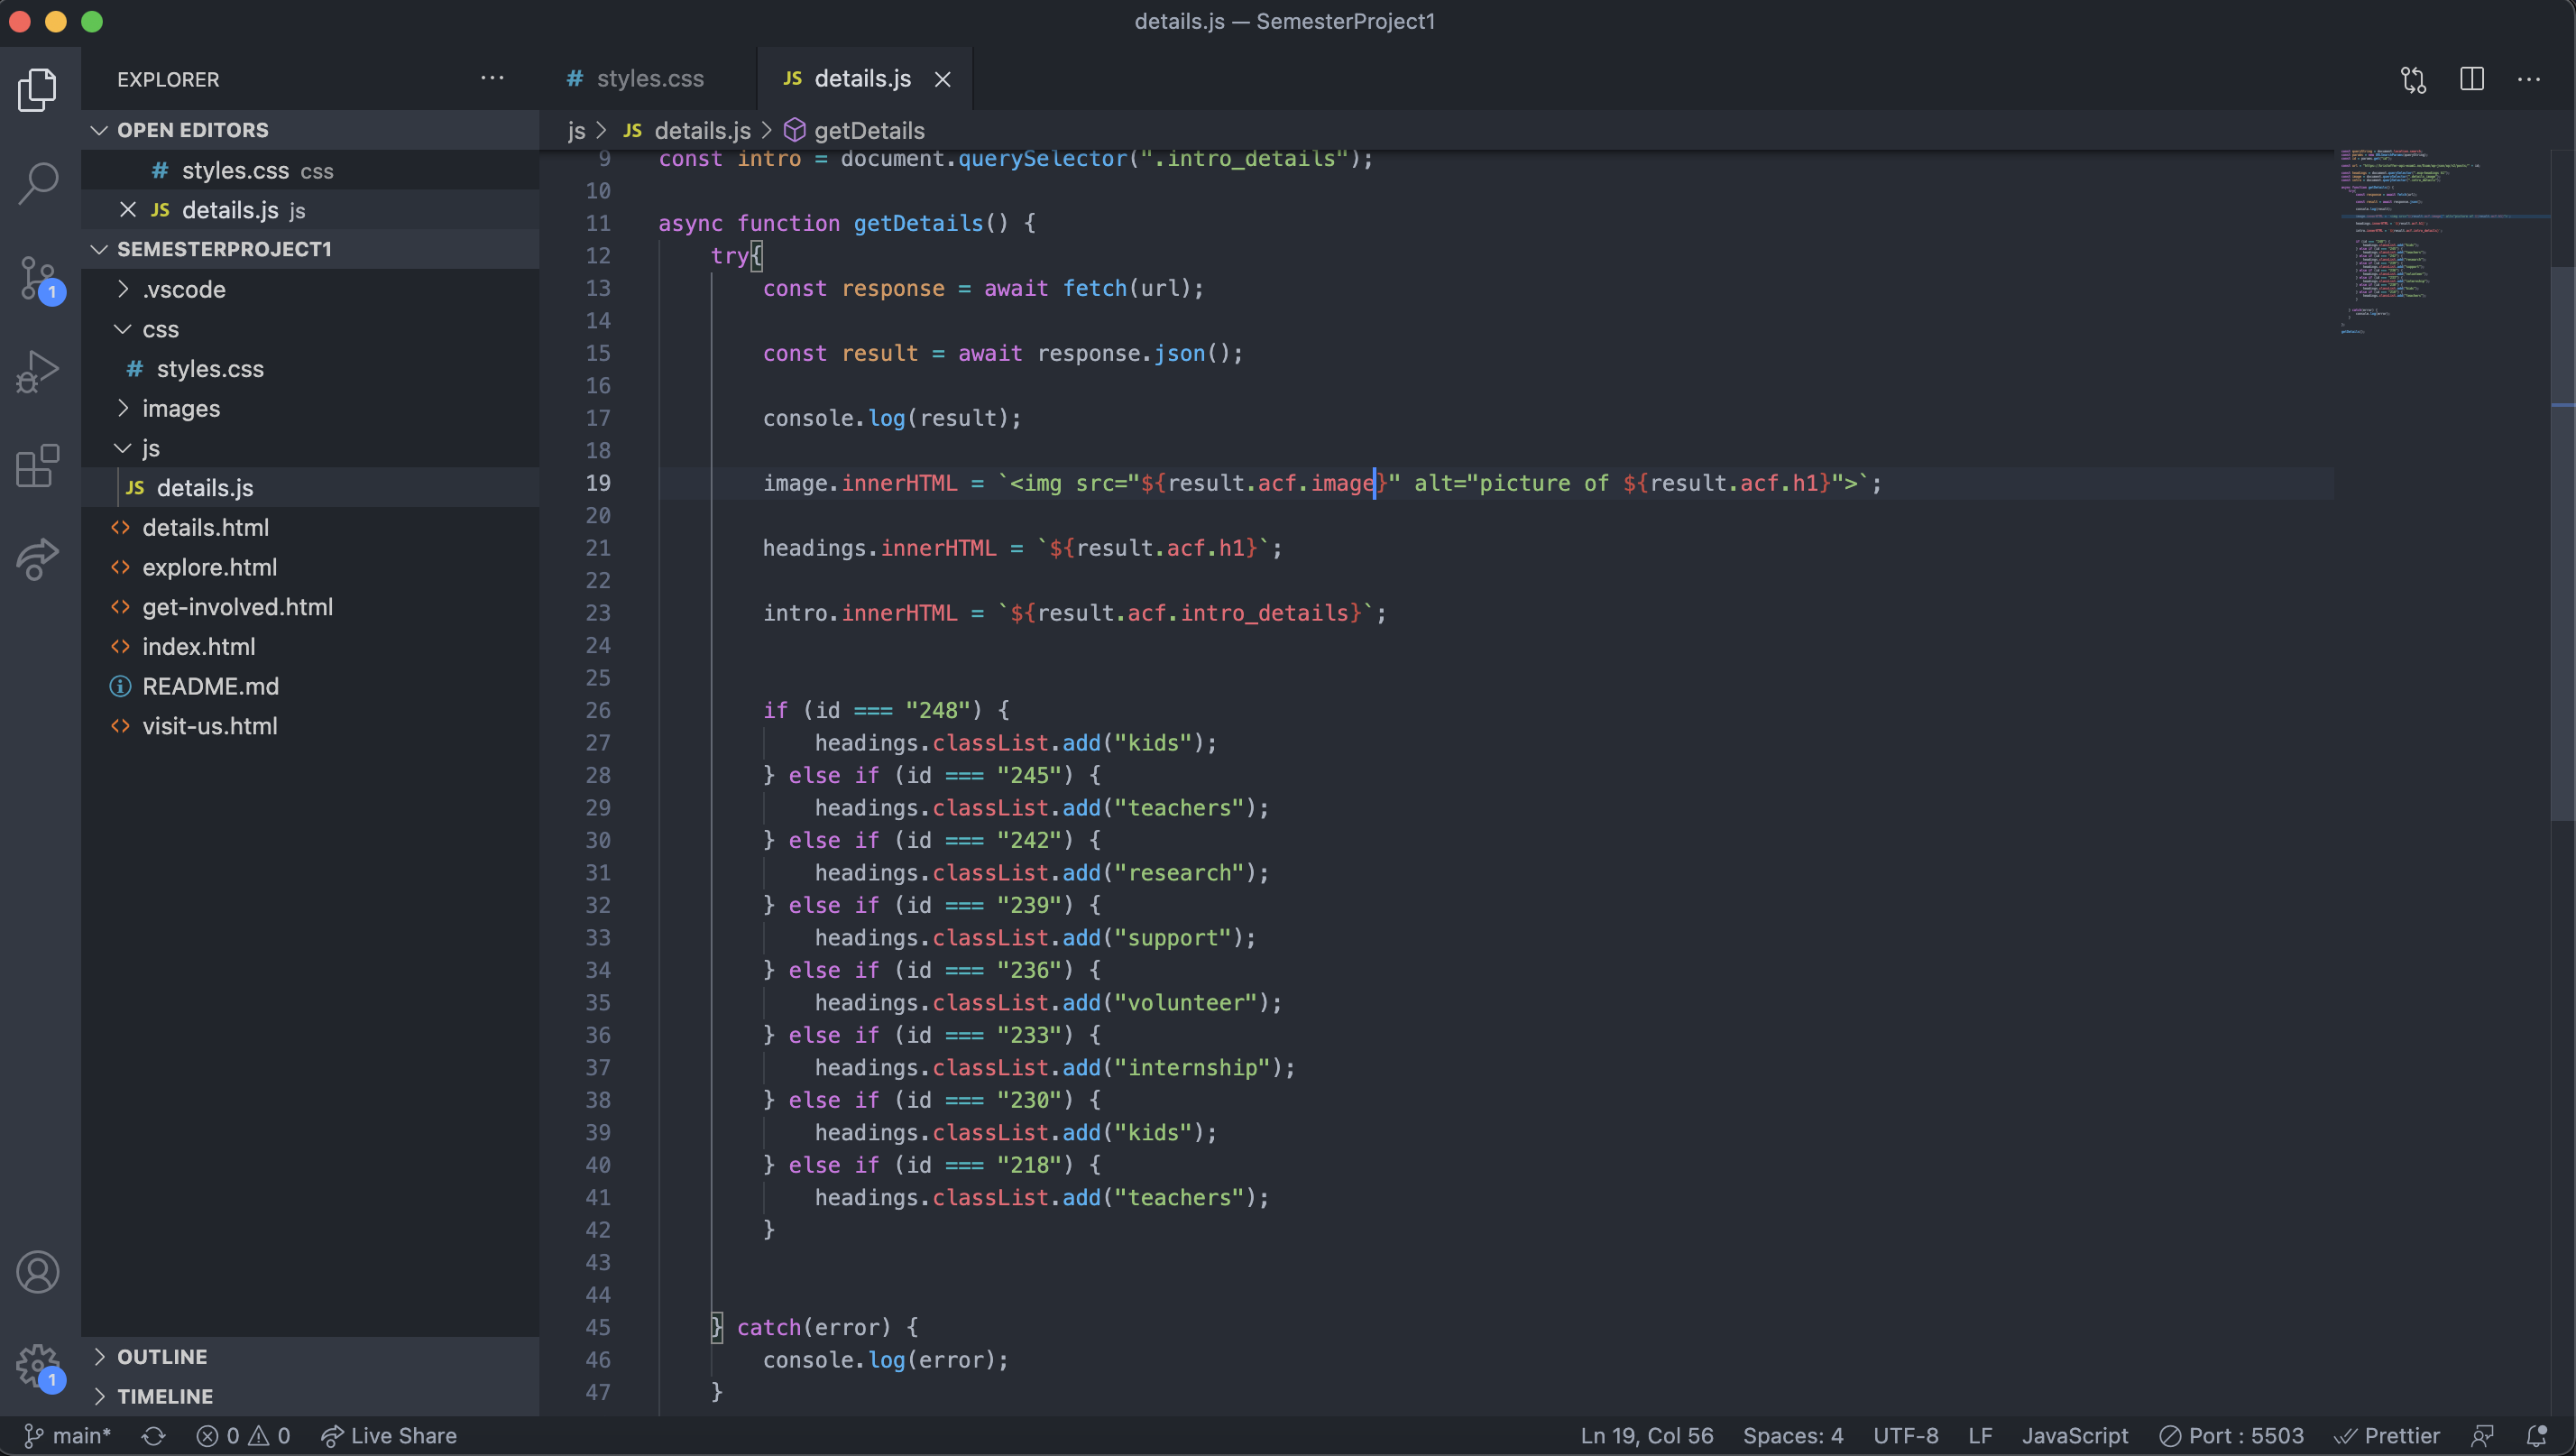 details.js — SemesterProject1
EXPLORER
OPEN EDITORS
# styles.css css
JS details.js js
SEMESTERPROJECT1
.vscode
css
# styles.css
images
js
JS details.js
<> details.html
<> explore.html
<> get-involved.html
<> index.html
README.md
<> visit-us.html
OUTLINE
TIMELINE
# styles.css
JS details.js
js > JS details.js > getDetails
9 const intro = document.querySelector(".intro_details");
10
11 async function getDetails() {
12 try{
13 const response = await fetch(url);
14
15 const result = await response.json();
16
17 console.log(result);
18
19 image.innerHTML = `<img src="${result.acf.image}" alt="picture of ${result.acf.h1}">`;
20
21 headings.innerHTML = `${result.acf.h1}`;
22
23 intro.innerHTML = `${result.acf.intro_details}`;
24
25
26 if (id === "248") {
27 headings.classList.add("kids");
28 } else if (id === "245") {
29 headings.classList.add("teachers");
30 } else if (id === "242") {
31 headings.classList.add("research");
32 } else if (id === "239") {
33 headings.classList.add("support");
34 } else if (id === "236") {
35 headings.classList.add("volunteer");
36 } else if (id === "233") {
37 headings.classList.add("internship");
38 } else if (id === "230") {
39 headings.classList.add("kids");
40 } else if (id === "218") {
41 headings.classList.add("teachers");
42 }
43
44
45 } catch(error) {
46 console.log(error);
47 }
1
1
main* 0 0 Live Share
Ln 19, Col 56 Spaces: 4 UTF-8 LF JavaScript Port : 5503 Prettier